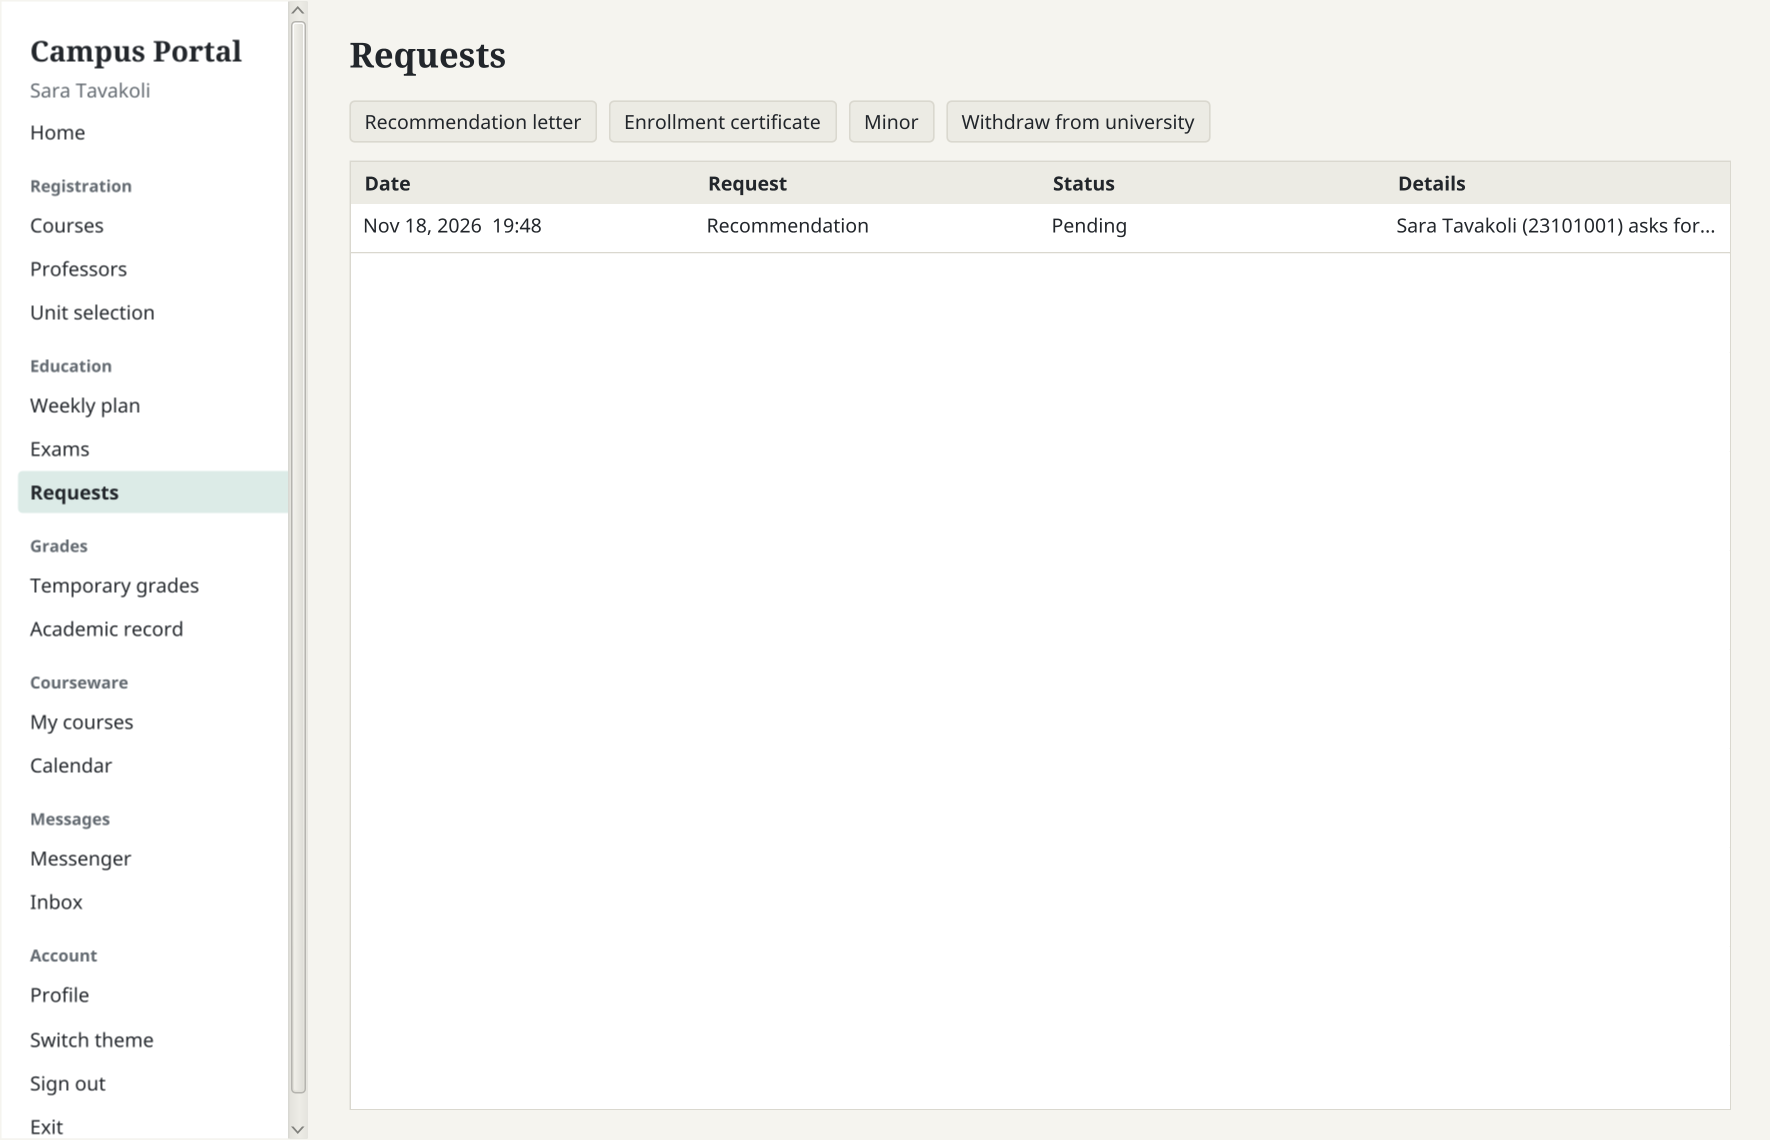 Campus Portal
Sara Tavakoli
Home
Registration
Courses
Professors
Unit selection
Education
Weekly plan
Exams
Requests
Grades
Temporary grades
Academic record
Courseware
My courses
Calendar
Messages
Messenger
Inbox
Account
Profile
Switch theme
Sign out
Exit
Requests
Recommendation letter Enrollment certificate Minor Withdraw from university
Date Request Status Details
Nov 18, 2026 19:48 Recommendation Pending Sara Tavakoli (23101001) asks for...